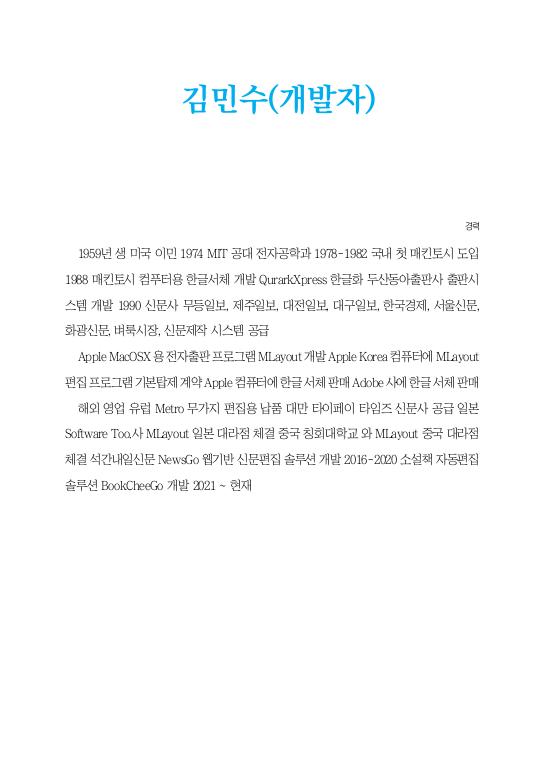 김민수(개발자)
경력
1959년 생 미국 이민 1974 MIT 공대 전자공학과 1978-1982 국내 첫 매킨토시 도입
1988 매킨토시 컴푸터용 한글서체 개발 QurarkXpress 한글화 두산동아출판사 출판시
스템 개발 1990 신문사 무등일보, 제주일보, 대전일보, 대구일보, 한국경제, 서울신문,
화광신문, 벼룩시장, 신문제작 시스템 공급
Apple MacOSX 용 전자출판 프로그램 MLayout 개발 Apple Korea 컴퓨터에 MLayout
편집 프로그램 기본탑제 계약 Apple 컴퓨터에 한글 서체 판매 Adobe 사에 한글 서체 판매
해외 영업 유럽 Metro 무가지 편집용 납품 대만 타이페이 타임즈 신문사 공급 일본
Software Too.사 MLayout 일본 대라점 체결 중국 칭회대학교 와 MLayout 중국 대라점
체결 석간내일신문 NewsGo 웹기반 신문편집 솔루션 개발 2016-2020 소설책 자동편집
솔루션 BookCheeGo 개발 2021 ~ 현재